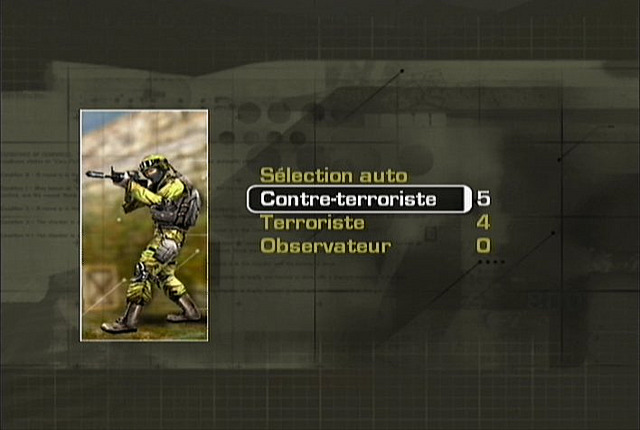 Sélection auto
Contre-terroriste 5
Terroriste 4
Observateur 0